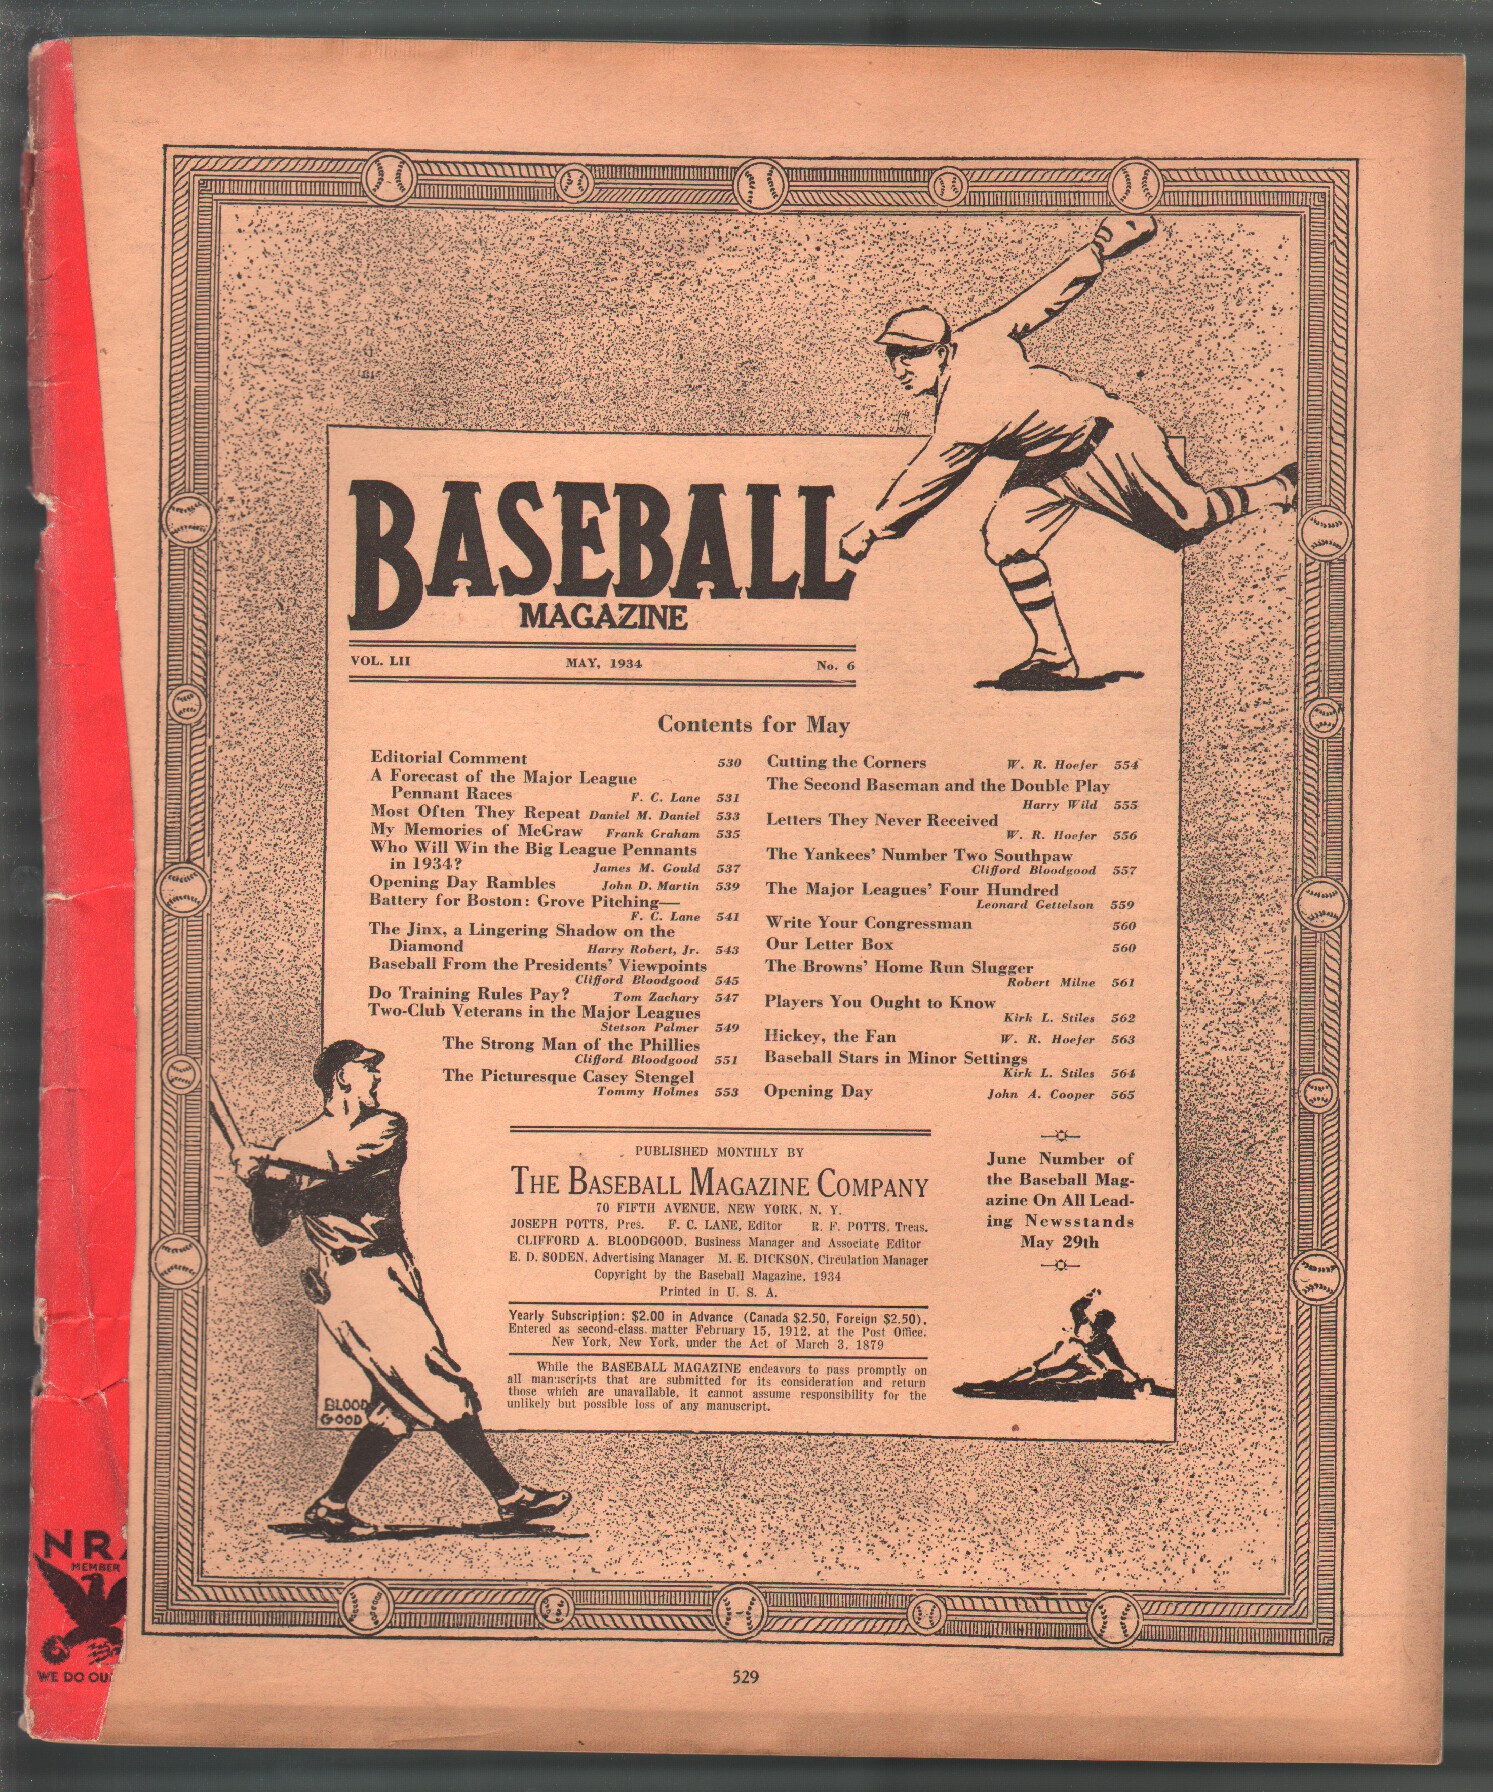 BASEBALL
MAGAZINE
VOL. LII MAY, 1934 No. 6
Contents for May
Editorial Comment 530
A Forecast of the Major League
Pennant Races F. C. Lane 531
Most Often They Repeat Daniel M. Daniel 533
My Memories of McGraw Frank Graham 535
Who Will Win the Big League Pennants
in 1934? James M. Gould 537
Opening Day Rambles John D. Martin 539
Battery for Boston: Grove Pitching—
F. C. Lane 541
The Jinx, a Lingering Shadow on the
Diamond Harry Robert, Jr. 543
Baseball From the Presidents' Viewpoints
Clifford Bloodgood 545
Do Training Rules Pay? Tom Zachary 547
Two-Club Veterans in the Major Leagues
Stetson Palmer 549
The Strong Man of the Phillies
Clifford Bloodgood 551
The Picturesque Casey Stengel
Tommy Holmes 553
Cutting the Corners W. R. Hoefer 554
The Second Baseman and the Double Play
Harry Wild 555
Letters They Never Received
W. R. Hoefer 556
The Yankees' Number Two Southpaw
Clifford Bloodgood 557
The Major Leagues' Four Hundred
Leonard Gettelson 559
Write Your Congressman 560
Our Letter Box 560
The Browns' Home Run Slugger
Robert Milne 561
Players You Ought to Know
Kirk L. Stiles 562
Hickey, the Fan W. R. Hoefer 563
Baseball Stars in Minor Settings
Kirk L. Stiles 564
Opening Day John A. Cooper 565
PUBLISHED MONTHLY BY
THE BASEBALL MAGAZINE COMPANY
70 FIFTH AVENUE, NEW YORK, N. Y.
JOSEPH POTTS, Pres. F. C. LANE, Editor R. F. POTTS, Treas.
CLIFFORD A. BLOODGOOD, Business Manager and Associate Editor
E. D. SODEN, Advertising Manager M. E. DICKSON, Circulation Manager
Copyright by the Baseball Magazine, 1934
Printed in U. S. A.
Yearly Subscription: $2.00 in Advance (Canada $2.50, Foreign $2.50).
Entered as second-class matter February 15, 1912, at the Post Office,
New York, New York, under the Act of March 3, 1879
While the BASEBALL MAGAZINE endeavors to pass promptly on
all manuscripts that are submitted for its consideration and return
those which are unavailable, it cannot assume responsibility for the
unlikely but possible loss of any manuscript.
June Number of
the Baseball Mag-
azine On All Lead-
ing Newsstands
May 29th
BLOOD
GOOD
NR
MEMBER
WE DO OU
529